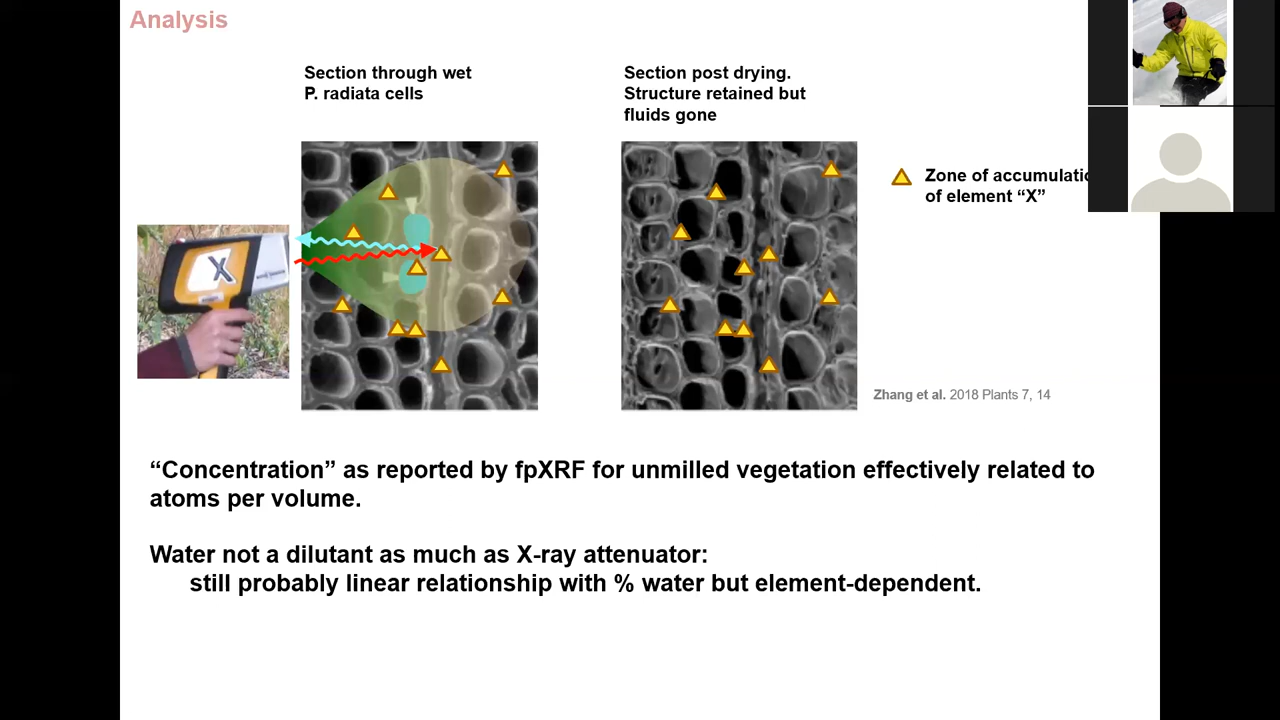 Analysis
Section through wet
P. radiata cells
Section post drying.
Structure retained but
fluids gone
X
Zone of
of element “X”
Zhang et al. 2018 Plants 7, 14
“Concentration” as reported by fpXRF for unmilled vegetation effectively related to
atoms per volume.
Water not a dilutant as much as X-ray attenuator:
still probably linear relationship with % water but element-dependent.